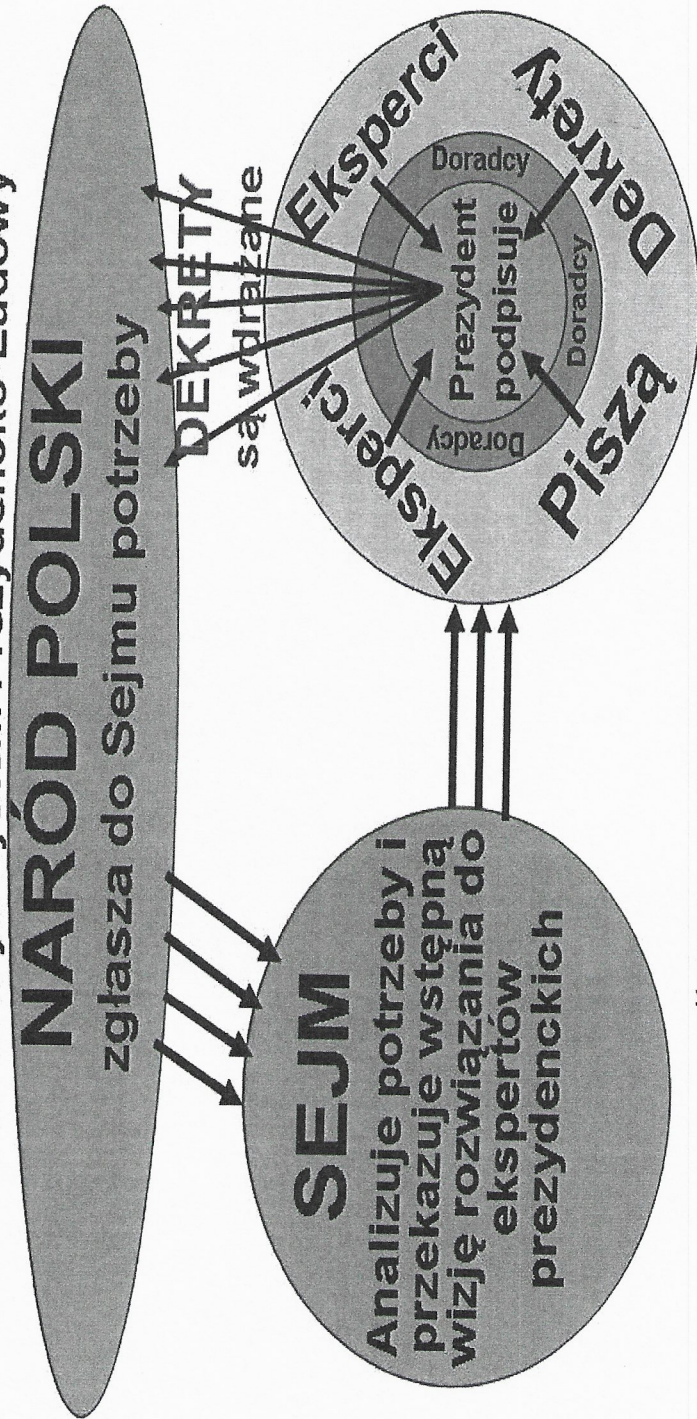 NARÓD POLSKI
zgłasza do Sejmu potrzeby
DEKRETY
są wdrażane
SEJM
Analizuje potrzeby i
przekazuje wstępną
wizję rozwiązania do
ekspertów
prezydenckich
Eksperci
Eksperci
Piszą
Dekrety
Doradcy
Doradcy
Doradcy
Prezydent
podpisuje